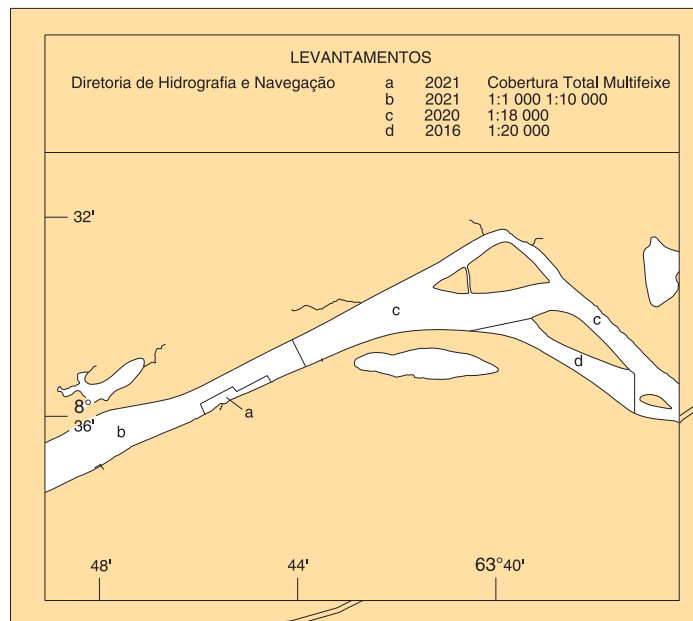 LEVANTAMENTOS
Diretoria de Hidrografia e Navegação a 2021 Cobertura Total Multifeixe
b 2021 1:1 000 1:10 000
c 2020 1:18 000
d 2016 1:20 000
32'
c
c
d
8°
36'
a
b
48' 44' 63°40'